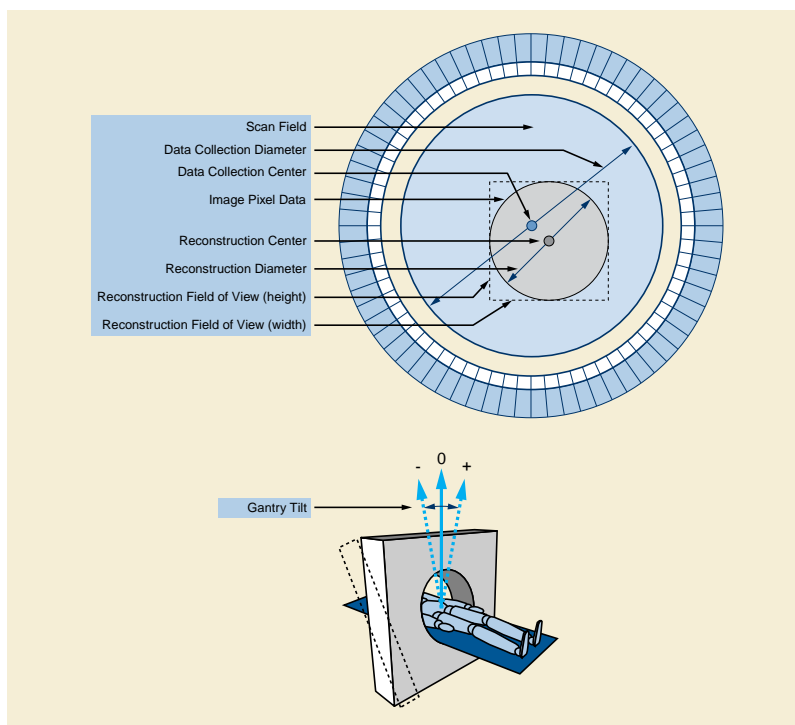 Scan Field
Data Collection Diameter
Data Collection Center
Image Pixel Data
Reconstruction Center
Reconstruction Diameter
Reconstruction Field of View (height)
Reconstruction Field of View (width)
- 0 +
Gantry Tilt